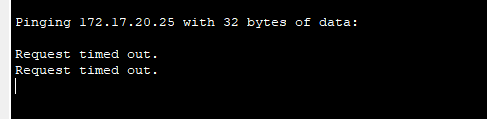 Pinging 172.17.20.25 with 32 bytes of data:
Request timed out.
Request timed out.